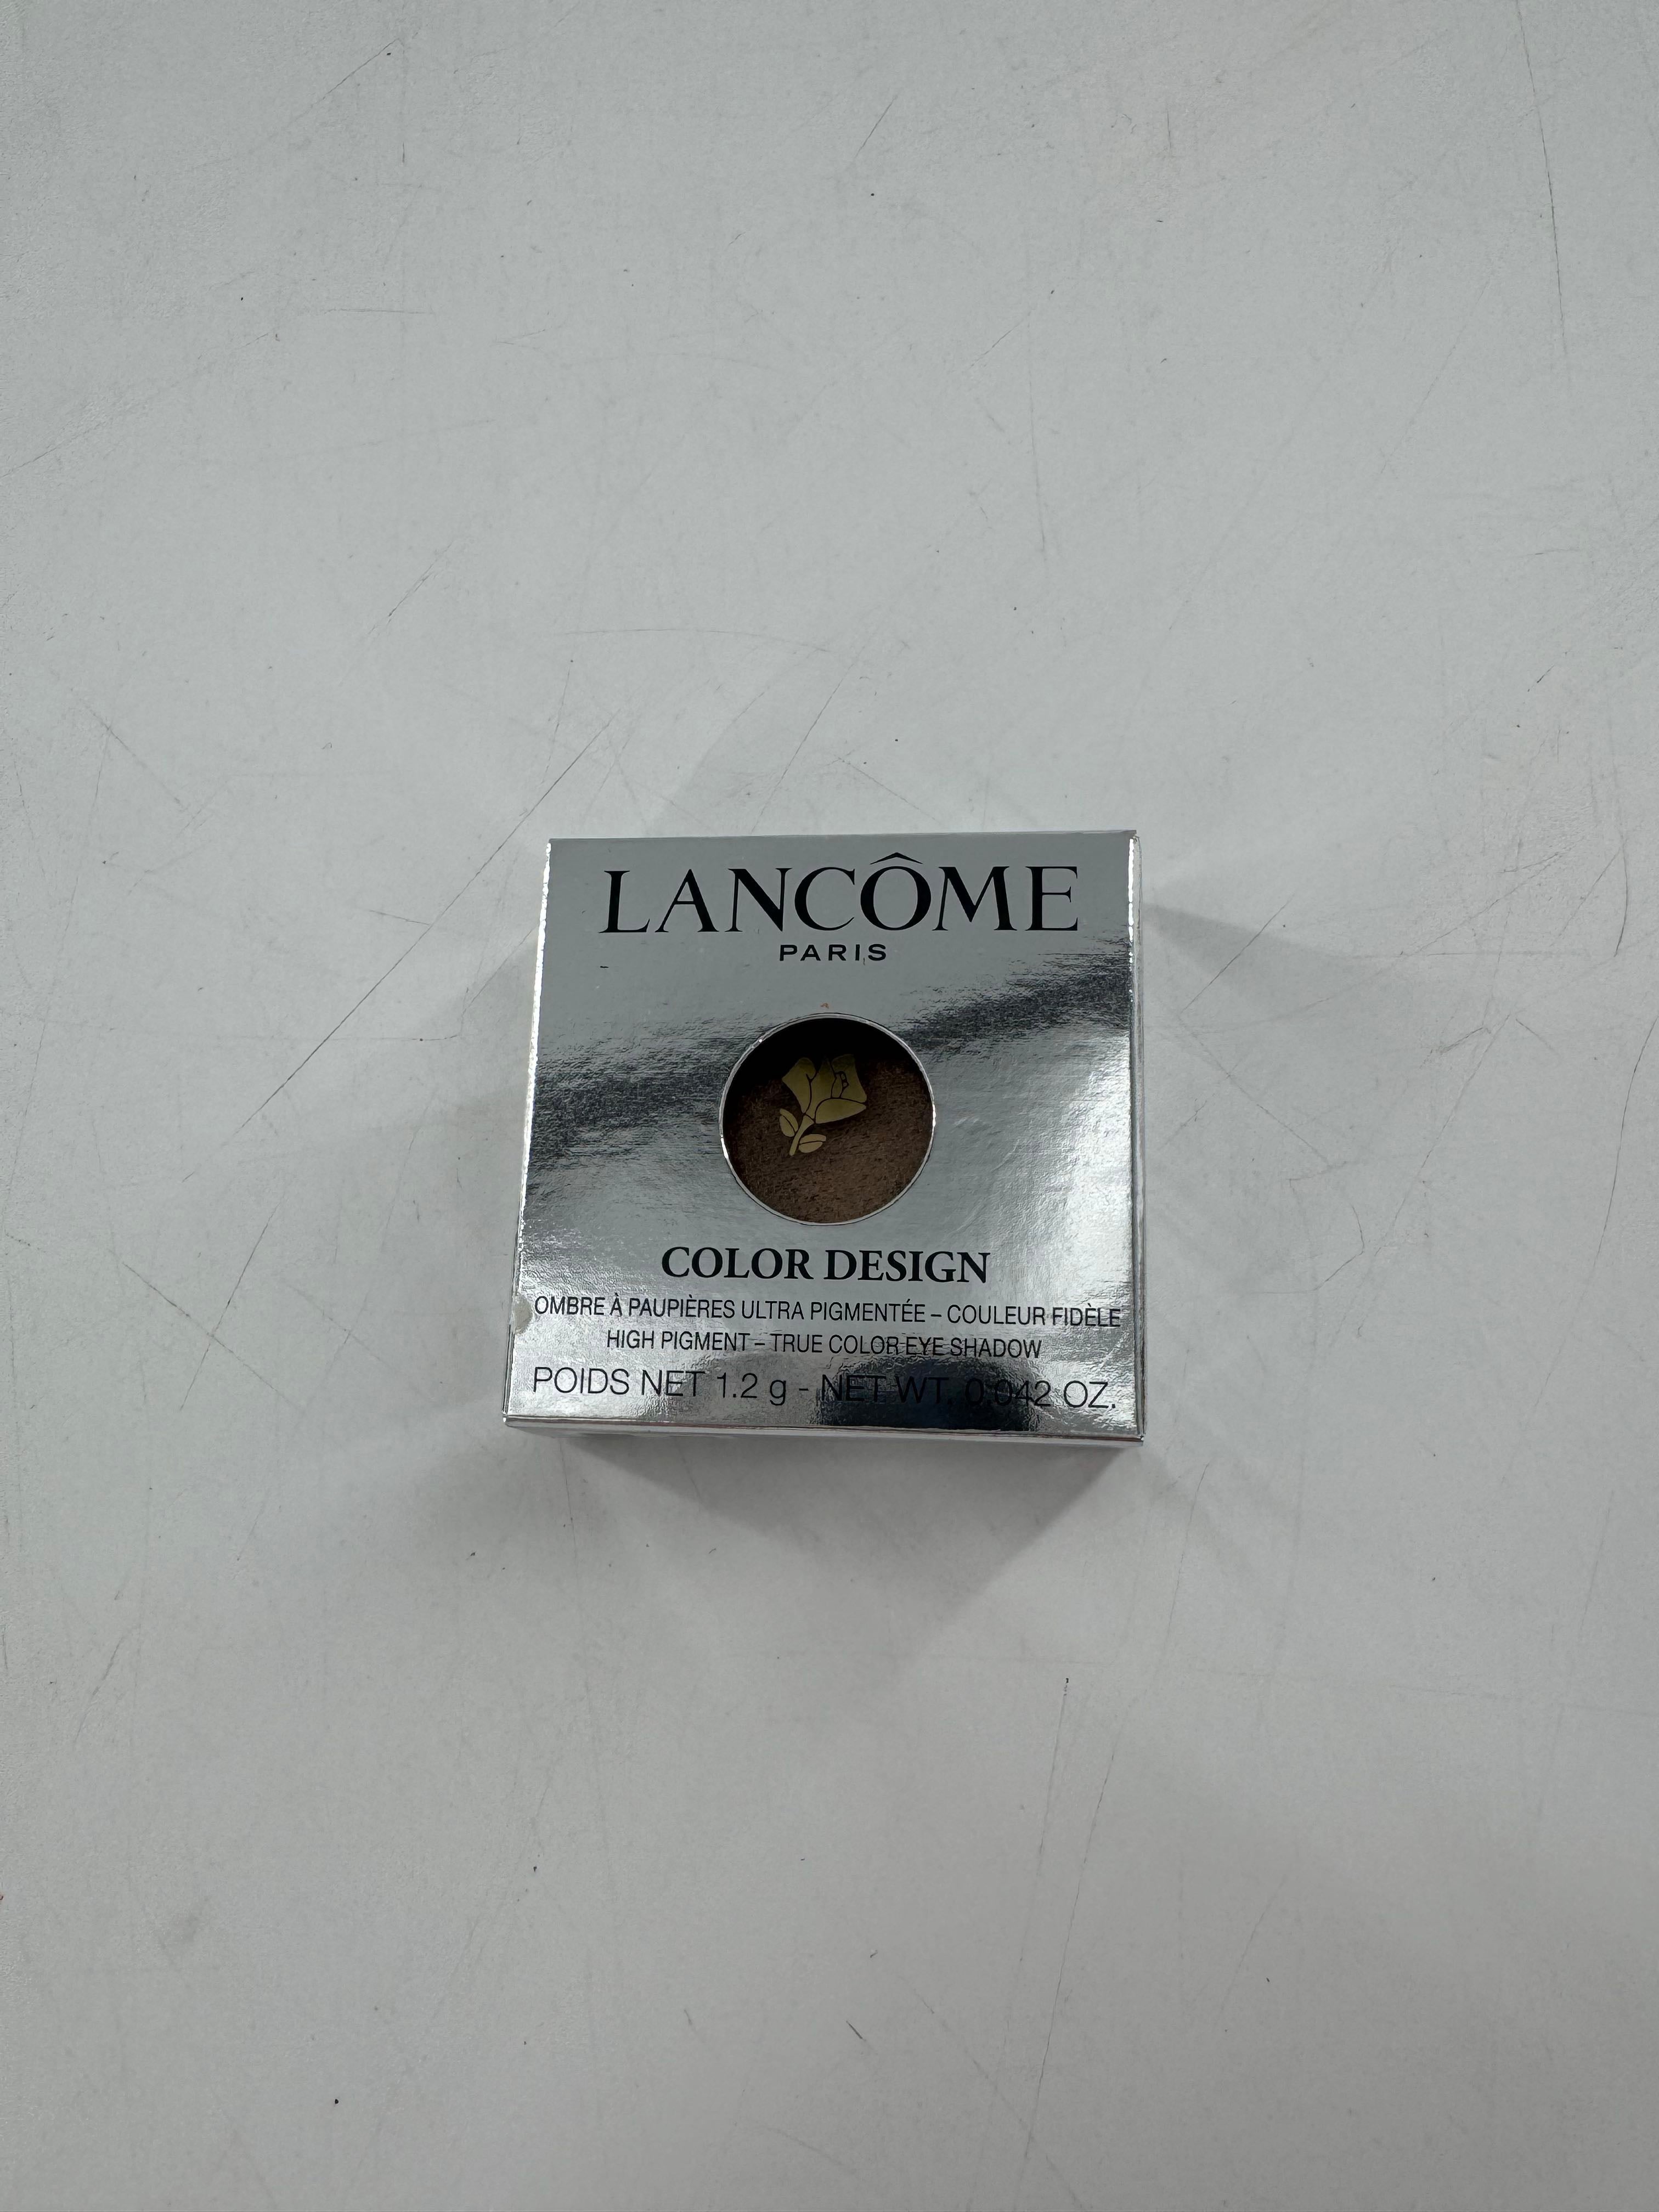 LANCÔME
PARIS
COLOR DESIGN
OMBRE À PAUPIÈRES ULTRA PIGMENTÉE – COULEUR FIDÈLE
HIGH PIGMENT – TRUE COLOR EYE SHADOW
POIDS NET 1.2 g - NET WT. 0.042 OZ.